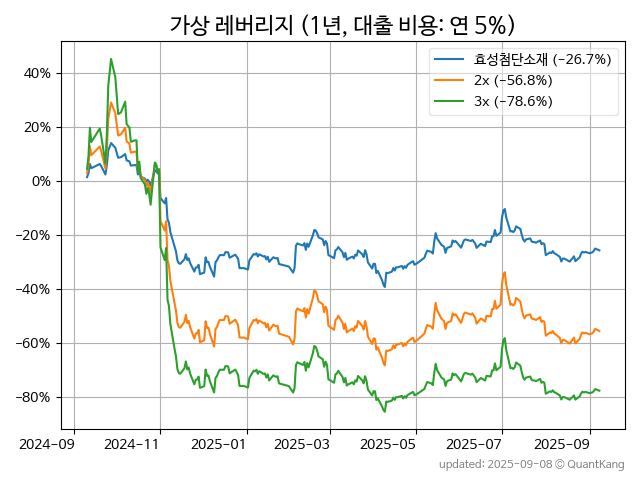 가상 레버리지 (1년, 대출 비용: 연 5%)
효성첨단소재 (-26.7%)
2x (-56.8%)
3x (-78.6%)
40%
20%
0%
-20%
-40%
-60%
-80%
2024-09 2024-11 2025-01 2025-03 2025-05 2025-07 2025-09
updated: 2025-09-08 © QuantKang